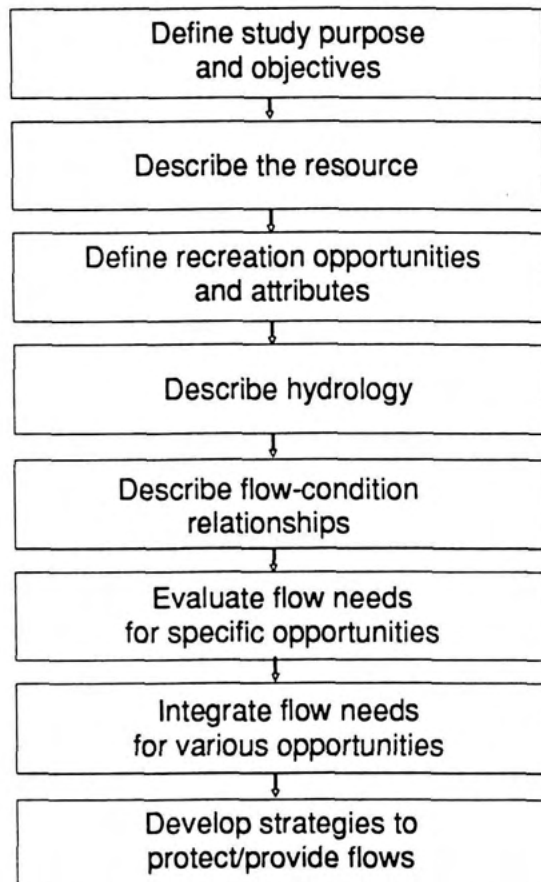 Define study purpose
and objectives
Describe the resource
Define recreation opportunities
and attributes
Describe hydrology
Describe flow-condition
relationships
Evaluate flow needs
for specific opportunities
Integrate flow needs
for various opportunities
Develop strategies to
protect/provide flows